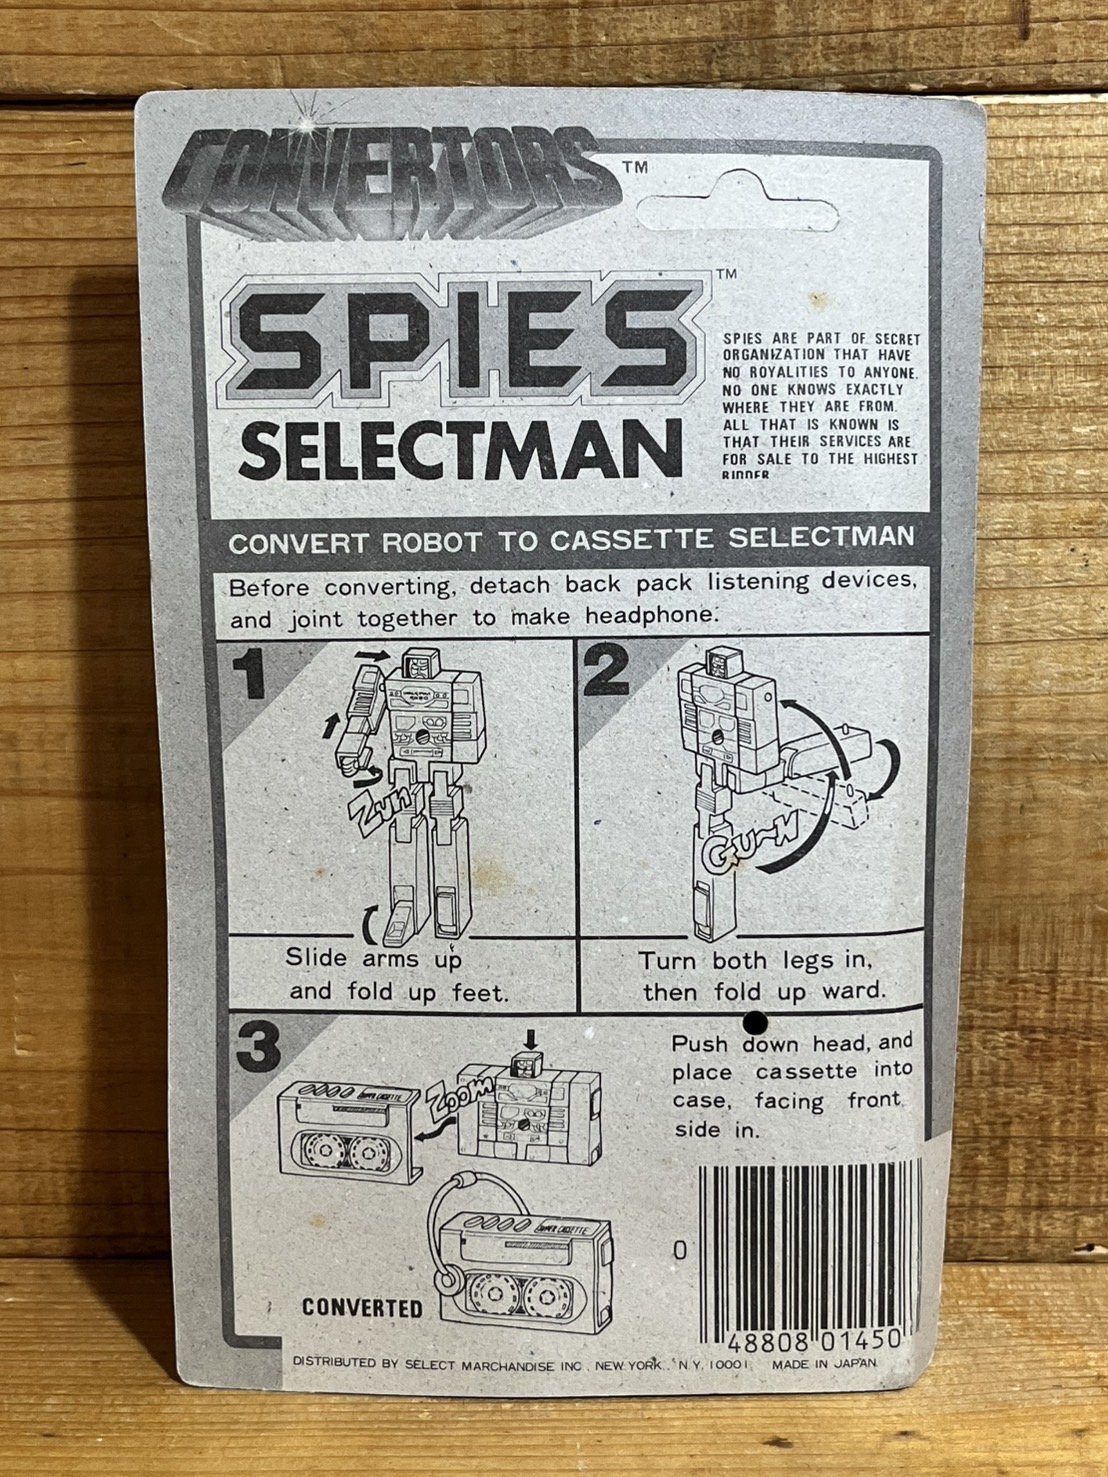 CONVERTORS™
SPIES™
SELECTMAN
SPIES ARE PART OF SECRET
ORGANIZATION THAT HAVE
NO ROYALITIES TO ANYONE.
NO ONE KNOWS EXACTLY
WHERE THEY ARE FROM.
ALL THAT IS KNOWN IS
THAT THEIR SERVICES ARE
FOR SALE TO THE HIGHEST
BIDDER
CONVERT ROBOT TO CASSETTE SELECTMAN
Before converting, detach back pack listening devices,
and joint together to make headphone.
1
Zun
Slide arms up
and fold up feet.
2
GU-N
Turn both legs in,
then fold up ward.
3
Push down head, and
place cassette into
case, facing front
side in.
ZOOM
SUPER CASSETTE
SUPER CASSETTE
CONVERTED
0 48808 01450
DISTRIBUTED BY SELECT MARCHANDISE INC. NEW YORK. N.Y. 10001. MADE IN JAPAN